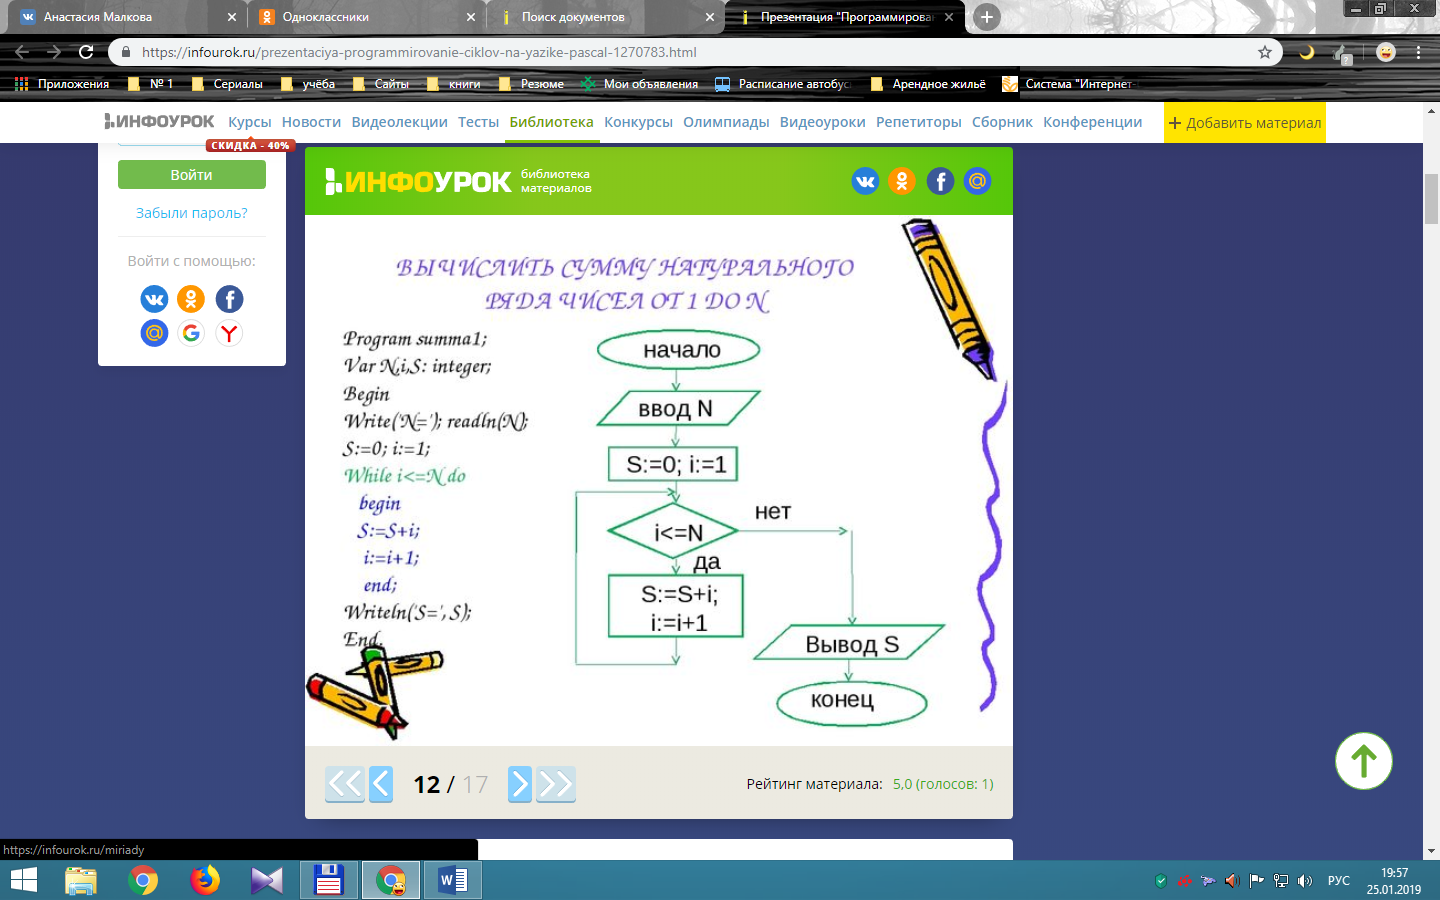 Анастасия Малкова
Одноклассники
Поиск документов
Презентация "Программирован
https://infourok.ru/prezentaciya-programmirovanie-ciklov-na-yazike-pascal-1270783.html
Приложения
№ 1
Сериалы
учёба
Сайты
книги
Резюме
Мои объявления
Расписание автобус
Арендное жильё
Система "Интернет-
ИНФОУРОК
Курсы
Новости
Видеолекции
Тесты
Библиотека
Конкурсы
Олимпиады
Видеоуроки
Репетиторы
Сборник
Конференции
+ Добавить материал
СКИДКА - 40%
Войти
Забыли пароль?
Войти с помощью:
ИНФОУРОК
библиотека
материалов
ВЫЧИСЛИТЬ СУММУ НАТУРАЛЬНОГО
РЯДА ЧИСЕЛ ОТ 1 ДО N
Program summa1;
Var N,i,S: integer;
Begin
Write('N='); readln(N);
S:=0; i:=1;
While i<=N do
begin
S:=S+i;
i:=i+1;
end;
Writeln('S=',S);
End.
начало
ввод N
S:=0; i:=1
i<=N
нет
да
S:=S+i;
i:=i+1
Вывод S
конец
12 / 17
Рейтинг материала: 5,0 (голосов: 1)
https://infourok.ru/miriady
РУС
19:57
25.01.2019